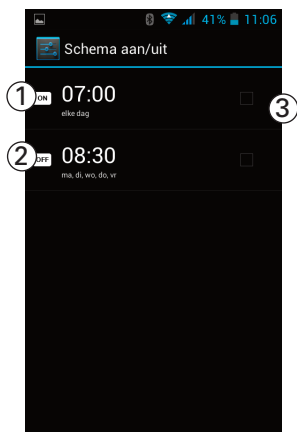 41% 11:06
Schema aan/uit
1 ON 07:00
elke dag
3
2 OFF 08:30
ma, di, wo, do, vr